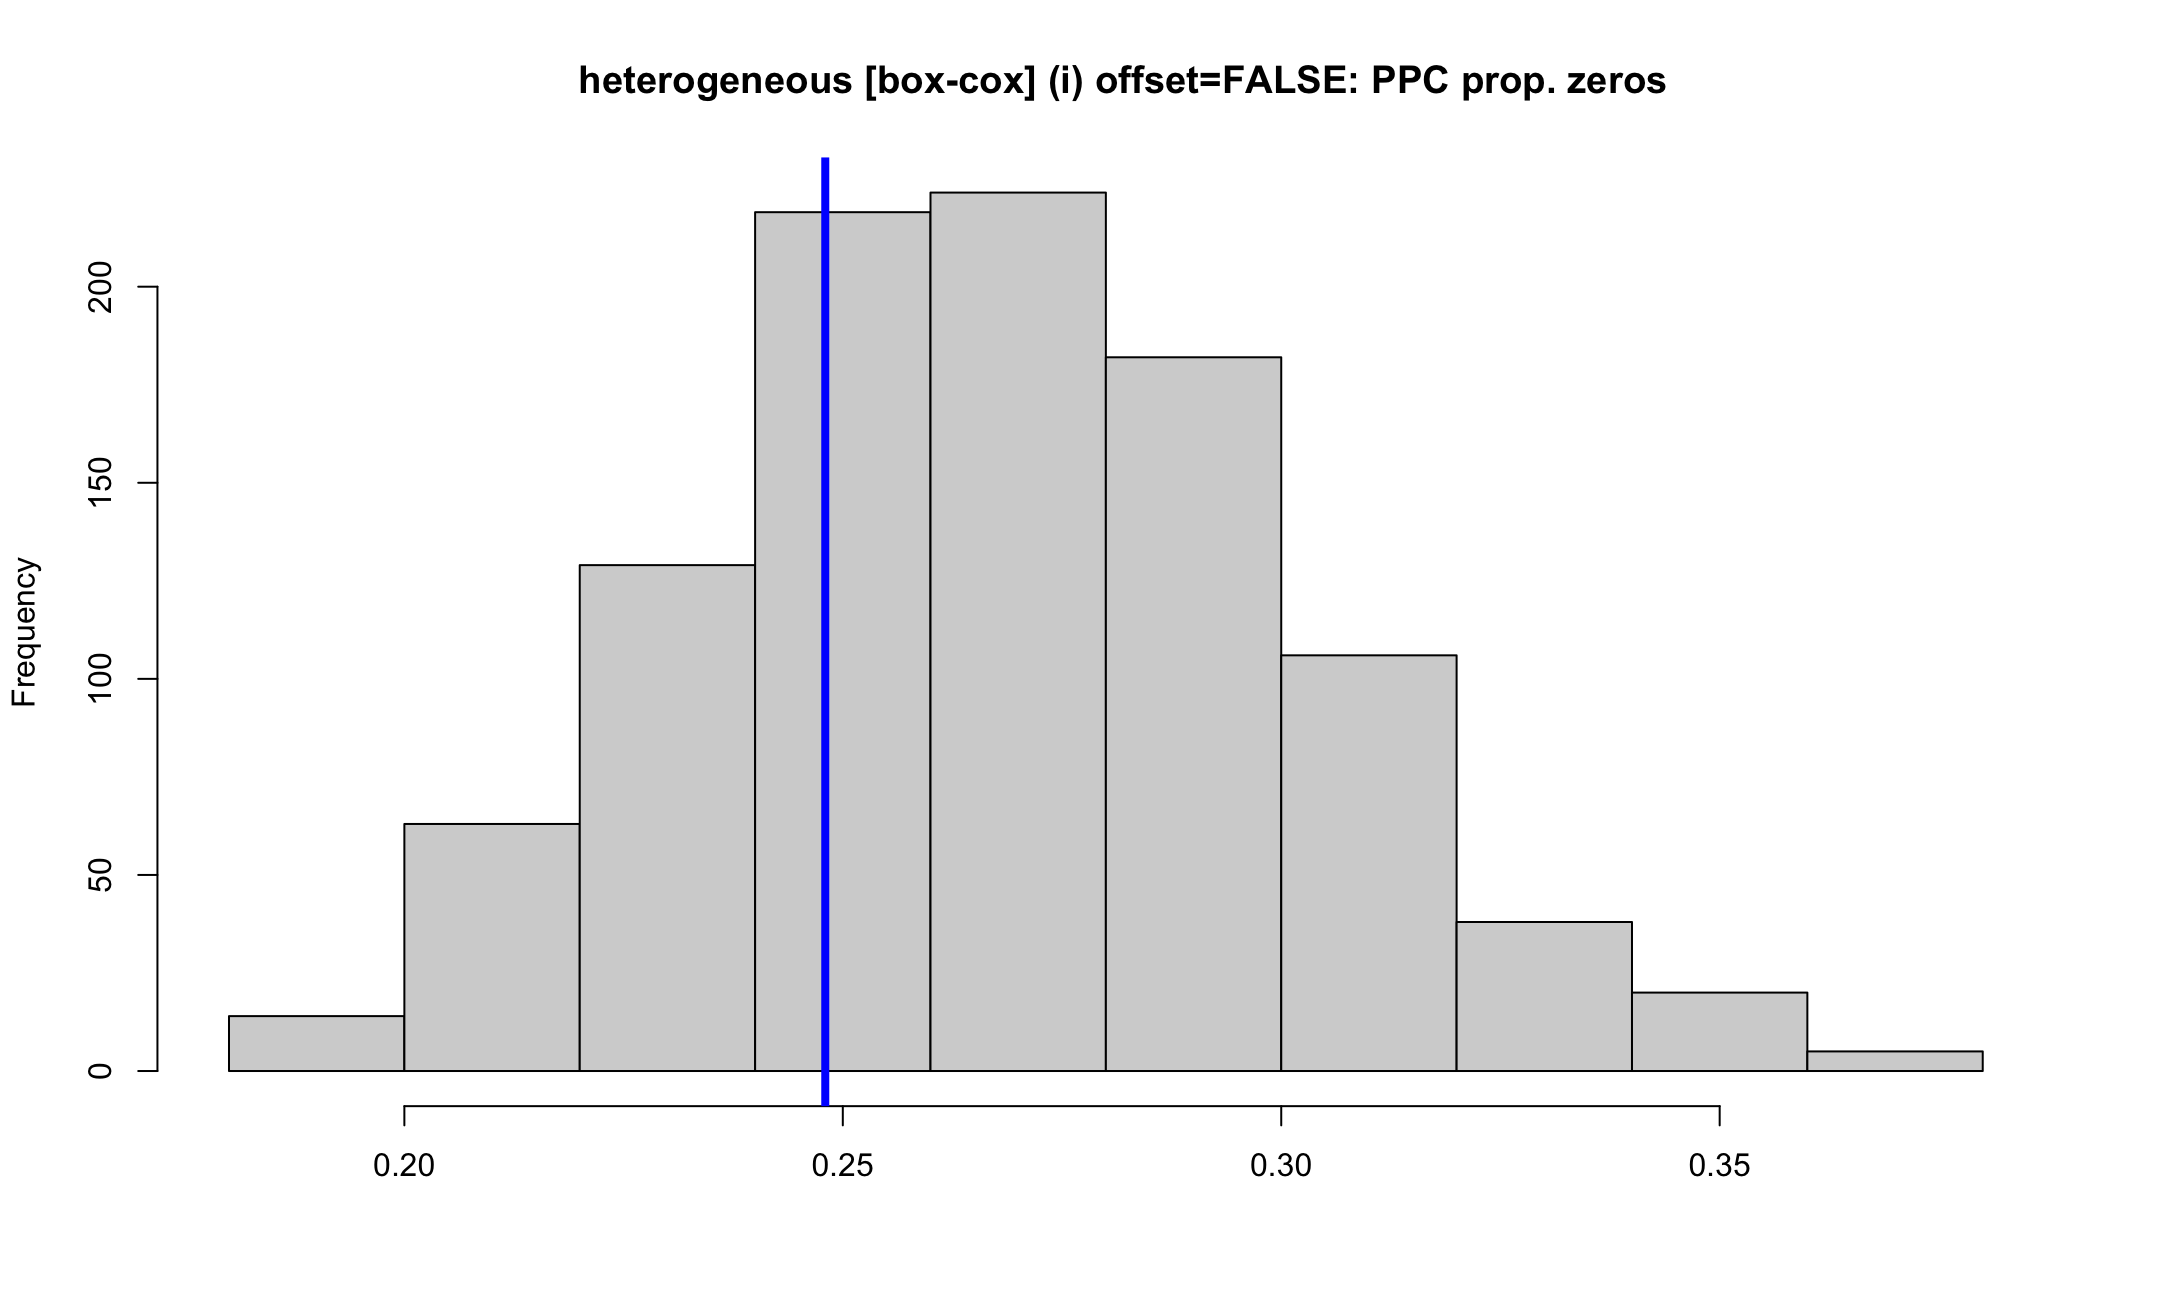 heterogeneous [box-cox] (i) offset=FALSE: PPC prop. zeros
Frequency
200
150
100
50
0
0.20 0.25 0.30 0.35